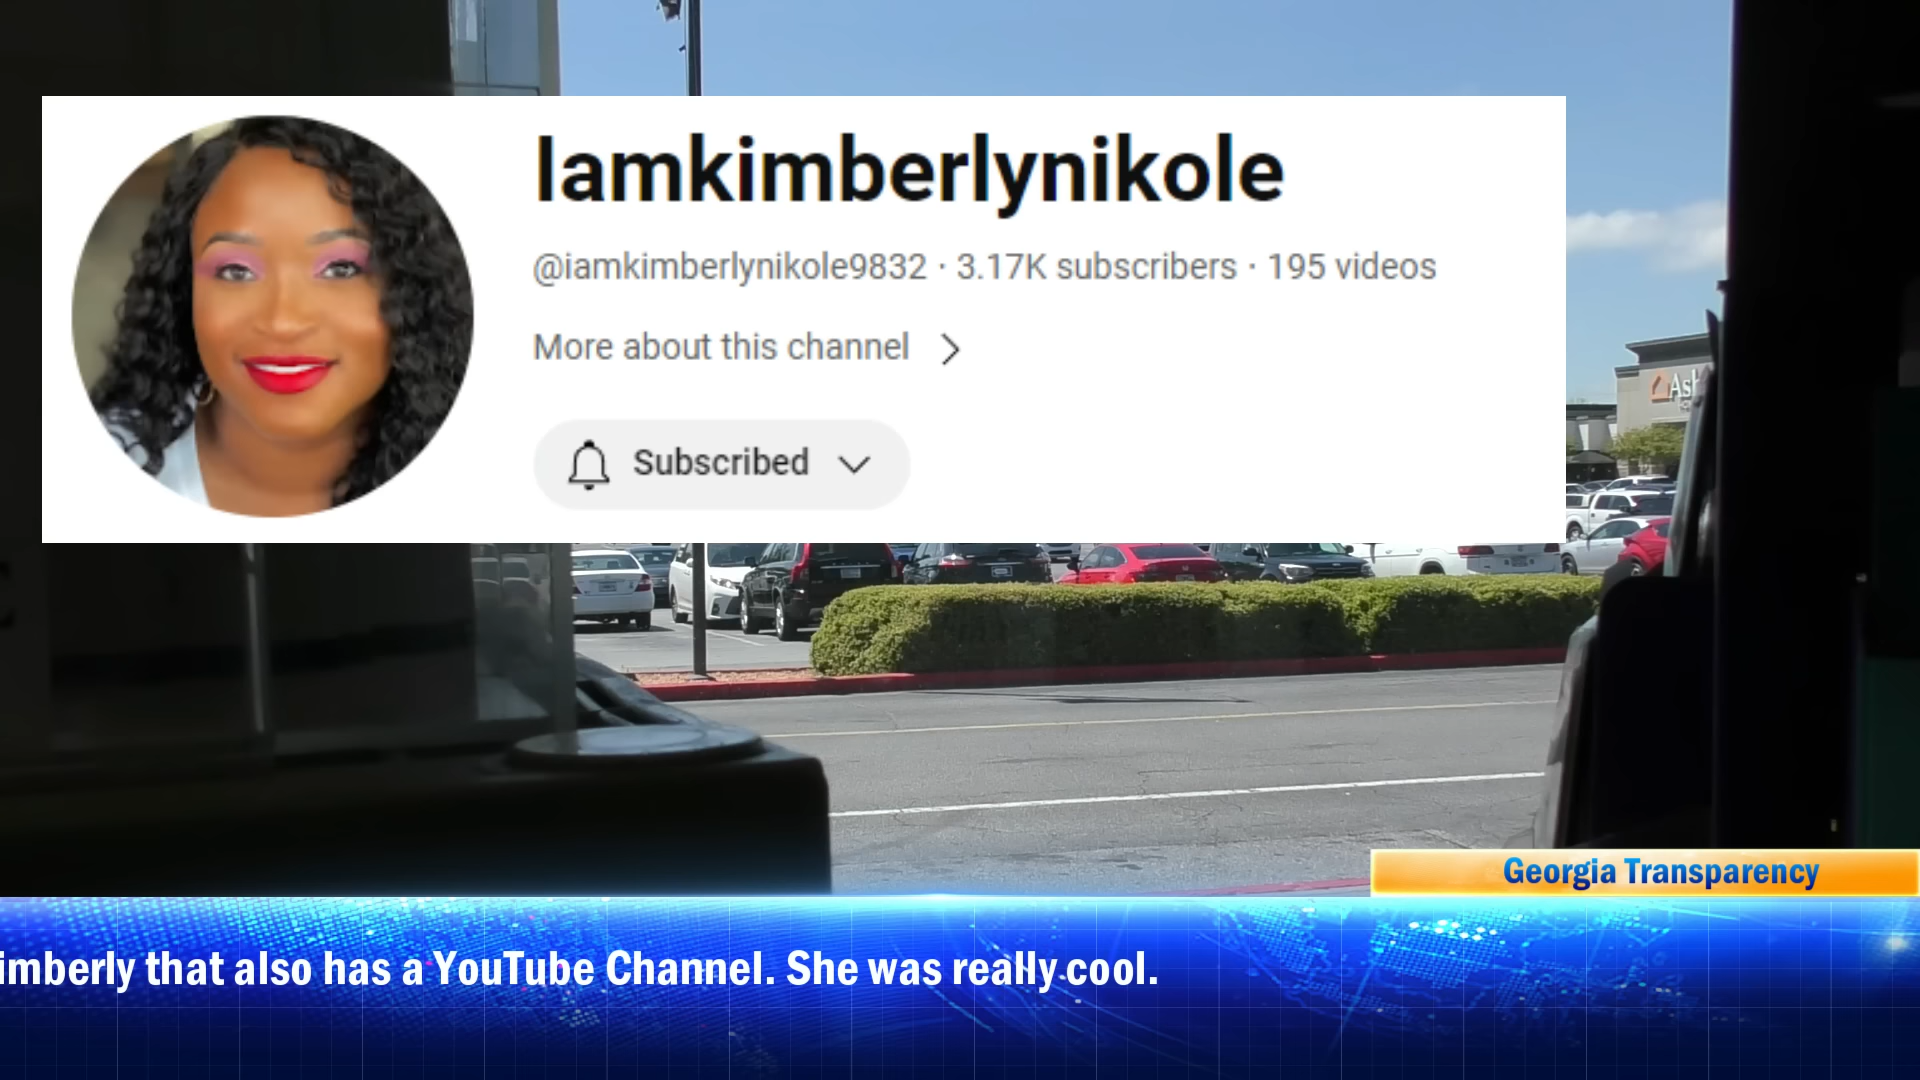 Iamkimberlynikole
@iamkimberlynikole9832 · 3.17K subscribers · 195 videos
More about this channel
Subscribed
Georgia Transparency
imberly that also has a YouTube Channel. She was really cool.